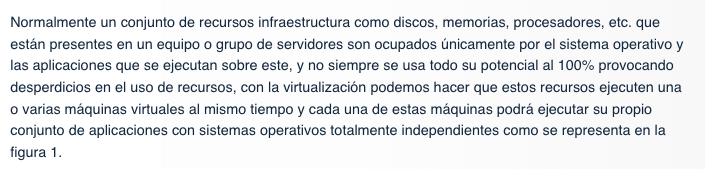 Normalmente un conjunto de recursos infraestructura como discos, memorias, procesadores, etc. que
están presentes en un equipo o grupo de servidores son ocupados únicamente por el sistema operativo y
las aplicaciones que se ejecutan sobre este, y no siempre se usa todo su potencial al 100% provocando
desperdicios en el uso de recursos, con la virtualización podemos hacer que estos recursos ejecuten una
o varias máquinas virtuales al mismo tiempo y cada una de estas máquinas podrá ejecutar su propio
conjunto de aplicaciones con sistemas operativos totalmente independientes como se representa en la
figura 1.